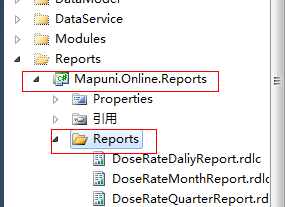 DataModel
DataService
Modules
Reports
Mapuni.Online.Reports
Properties
引用
Reports
DoseRateDaliyReport.rdlc
DoseRateMonthReport.rdlc
DoseRateQuarterReport.rd